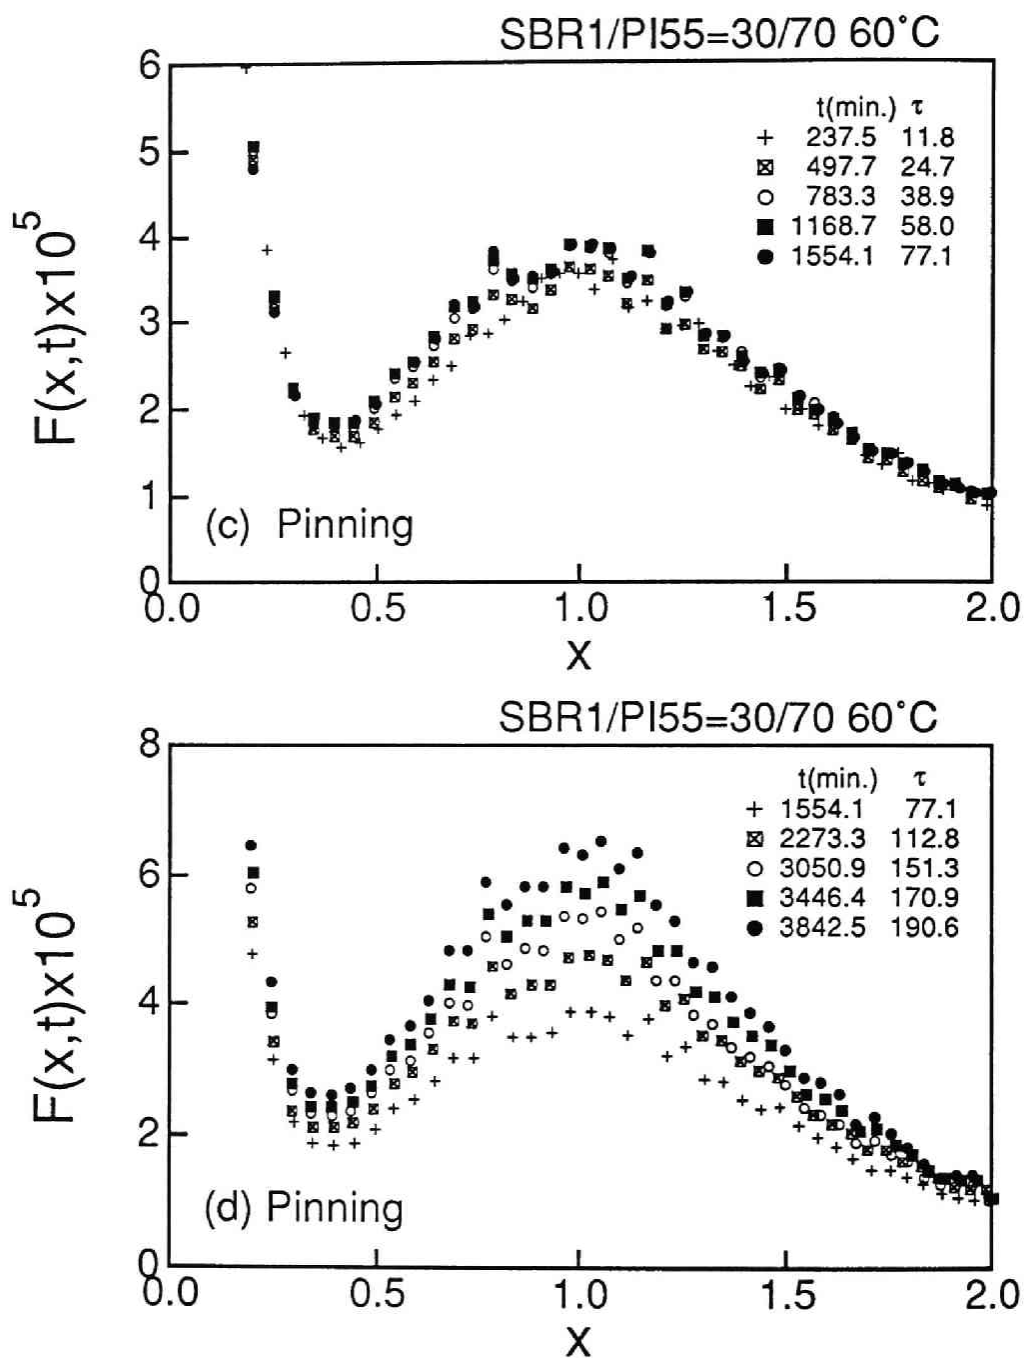 SBR1/PI55=30/70 60°C
6
5
4
3
2
1
0
F(x,t)x10^5
t(min.) τ
+ 237.5 11.8
⊠ 497.7 24.7
○ 783.3 38.9
■ 1168.7 58.0
● 1554.1 77.1
(c) Pinning
0.0 0.5 1.0 1.5 2.0
X
SBR1/PI55=30/70 60°C
8
6
4
2
0
F(x,t)x10^5
t(min.) τ
+ 1554.1 77.1
⊠ 2273.3 112.8
○ 3050.9 151.3
■ 3446.4 170.9
● 3842.5 190.6
(d) Pinning
0.0 0.5 1.0 1.5 2.0
X